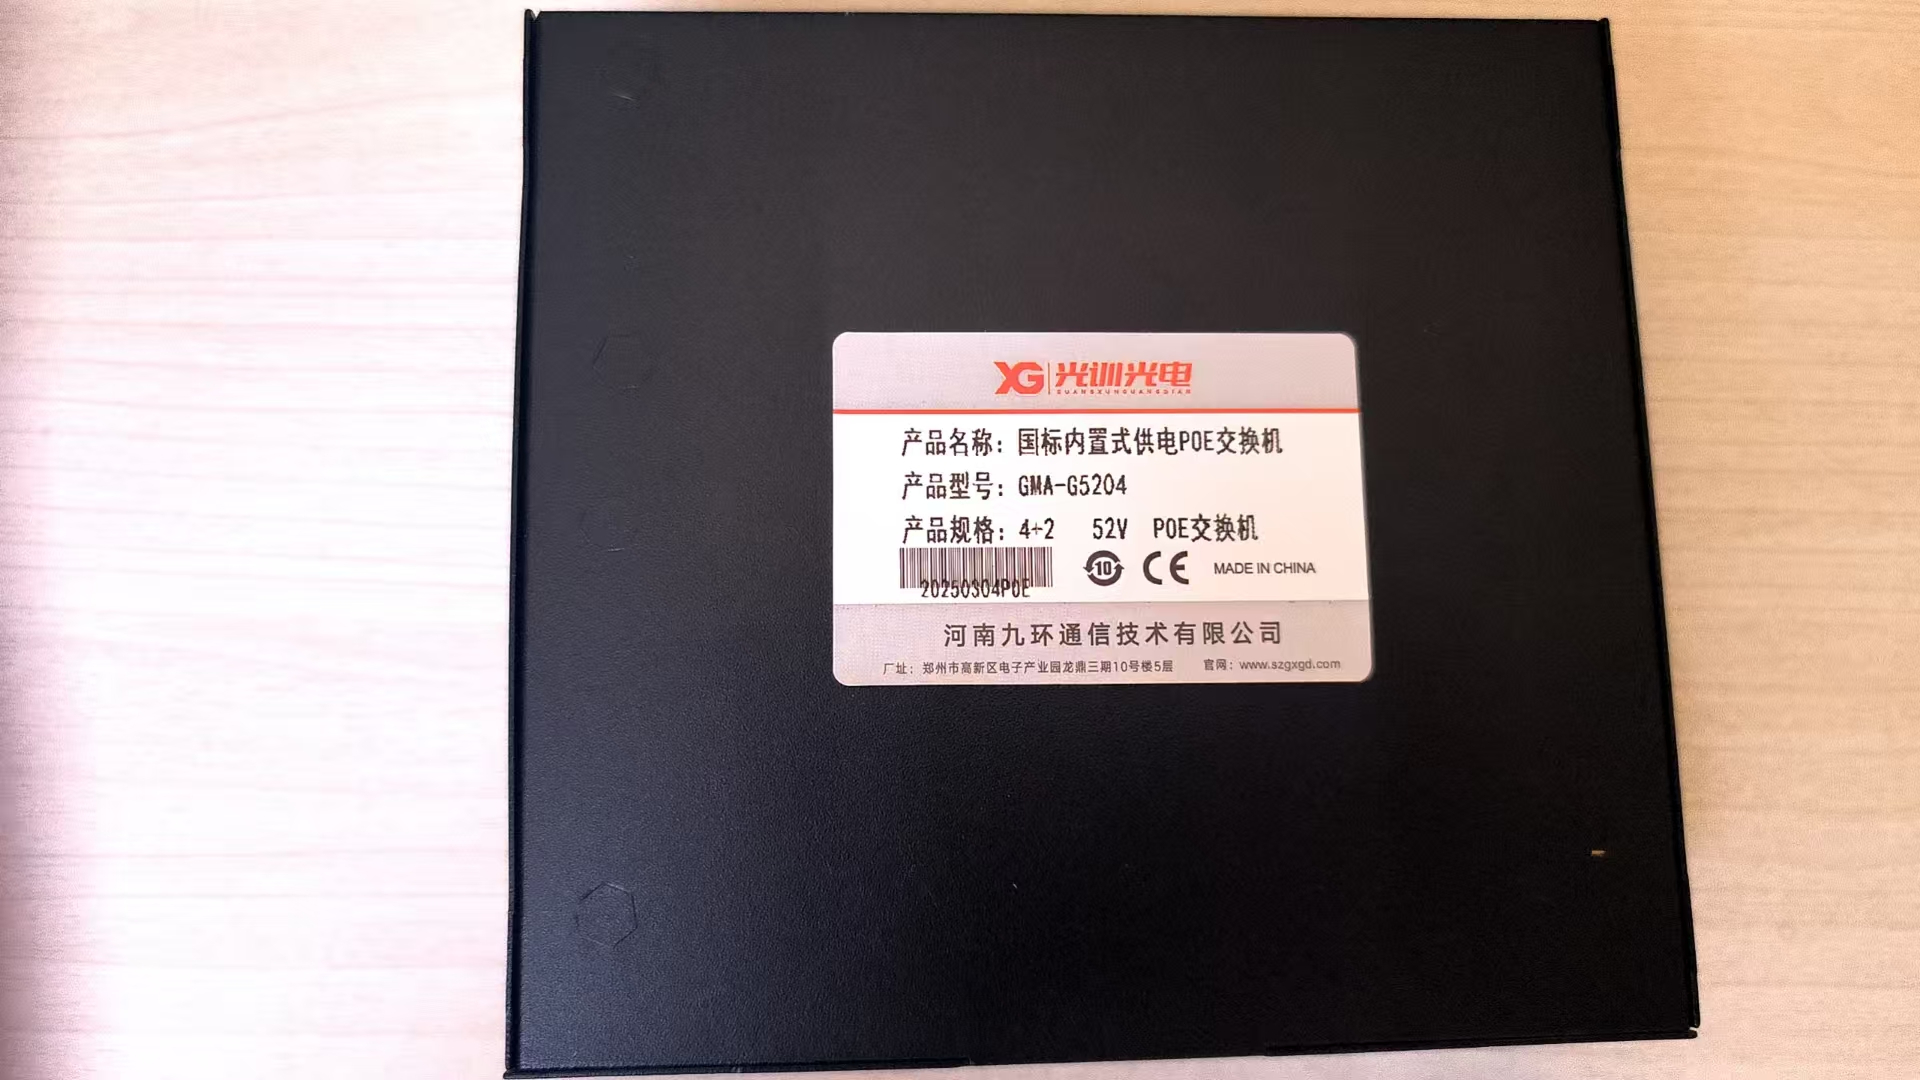 XG 光训光电
GUANGXUNGUANGDIAN
产品名称：国标内置式供电POE交换机
产品型号：GMA-G5204
产品规格：4+2 52V POE交换机
20250304POE
10 CE MADE IN CHINA
河南九环通信技术有限公司
厂址：郑州市高新区电子产业园龙鼎三期10号楼5层 官网：www.szgxgd.com